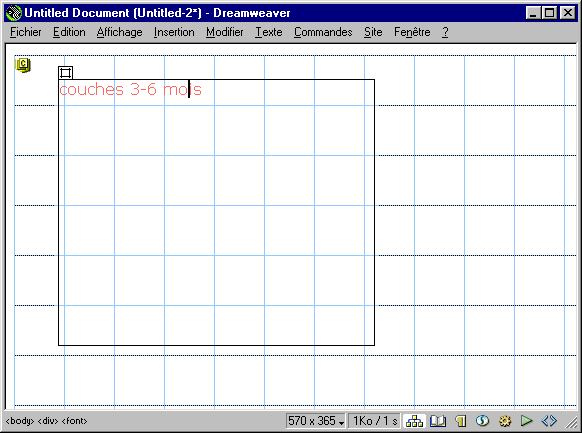 Untitled Document (Untitled-2*) - Dreamweaver
Fichier Edition Affichage Insertion Modifier Texte Commandes Site Fenêtre ?
C
couches 3-6 mois
<body> <div> <font> 570 x 365 1Ko / 1 s